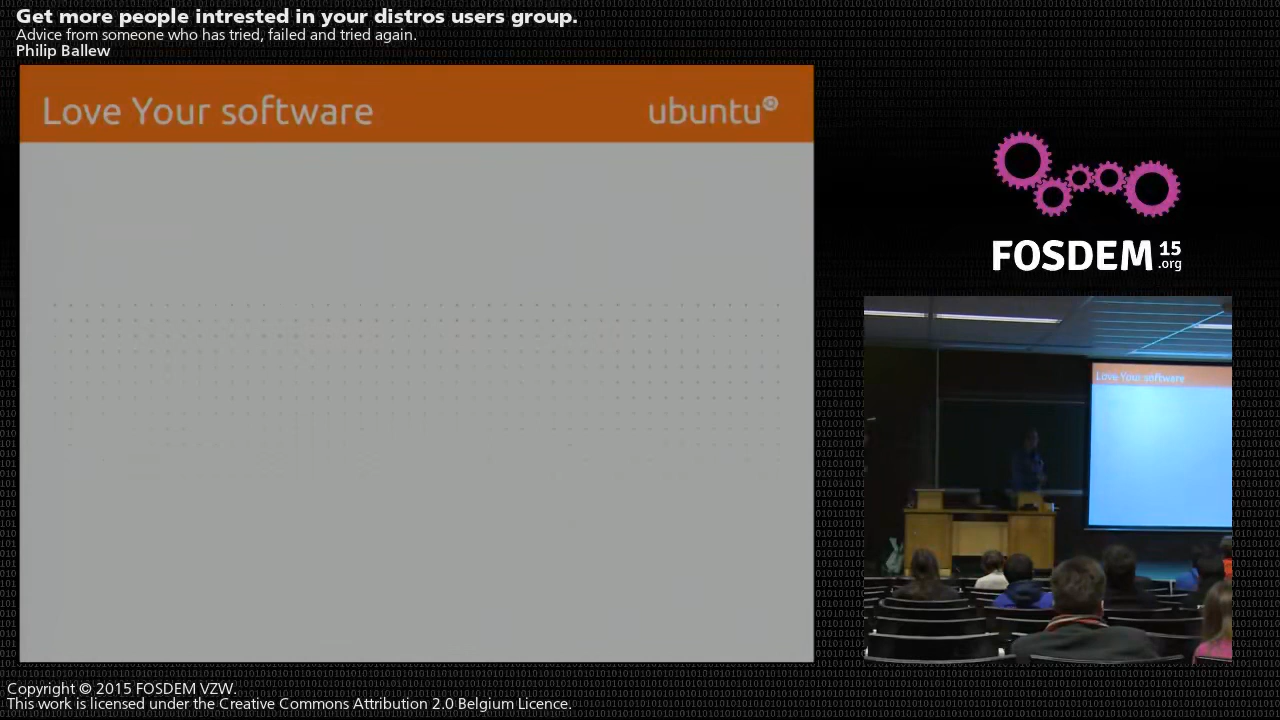 Get more people intrested in your distros users group.
Advice from someone who has tried, failed and tried again.
Philip Ballew
Love Your software
ubuntu®
FOSDEM 15
.org
Love Your software
Copyright © 2015 FOSDEM VZW.
This work is licensed under the Creative Commons Attribution 2.0 Belgium Licence.